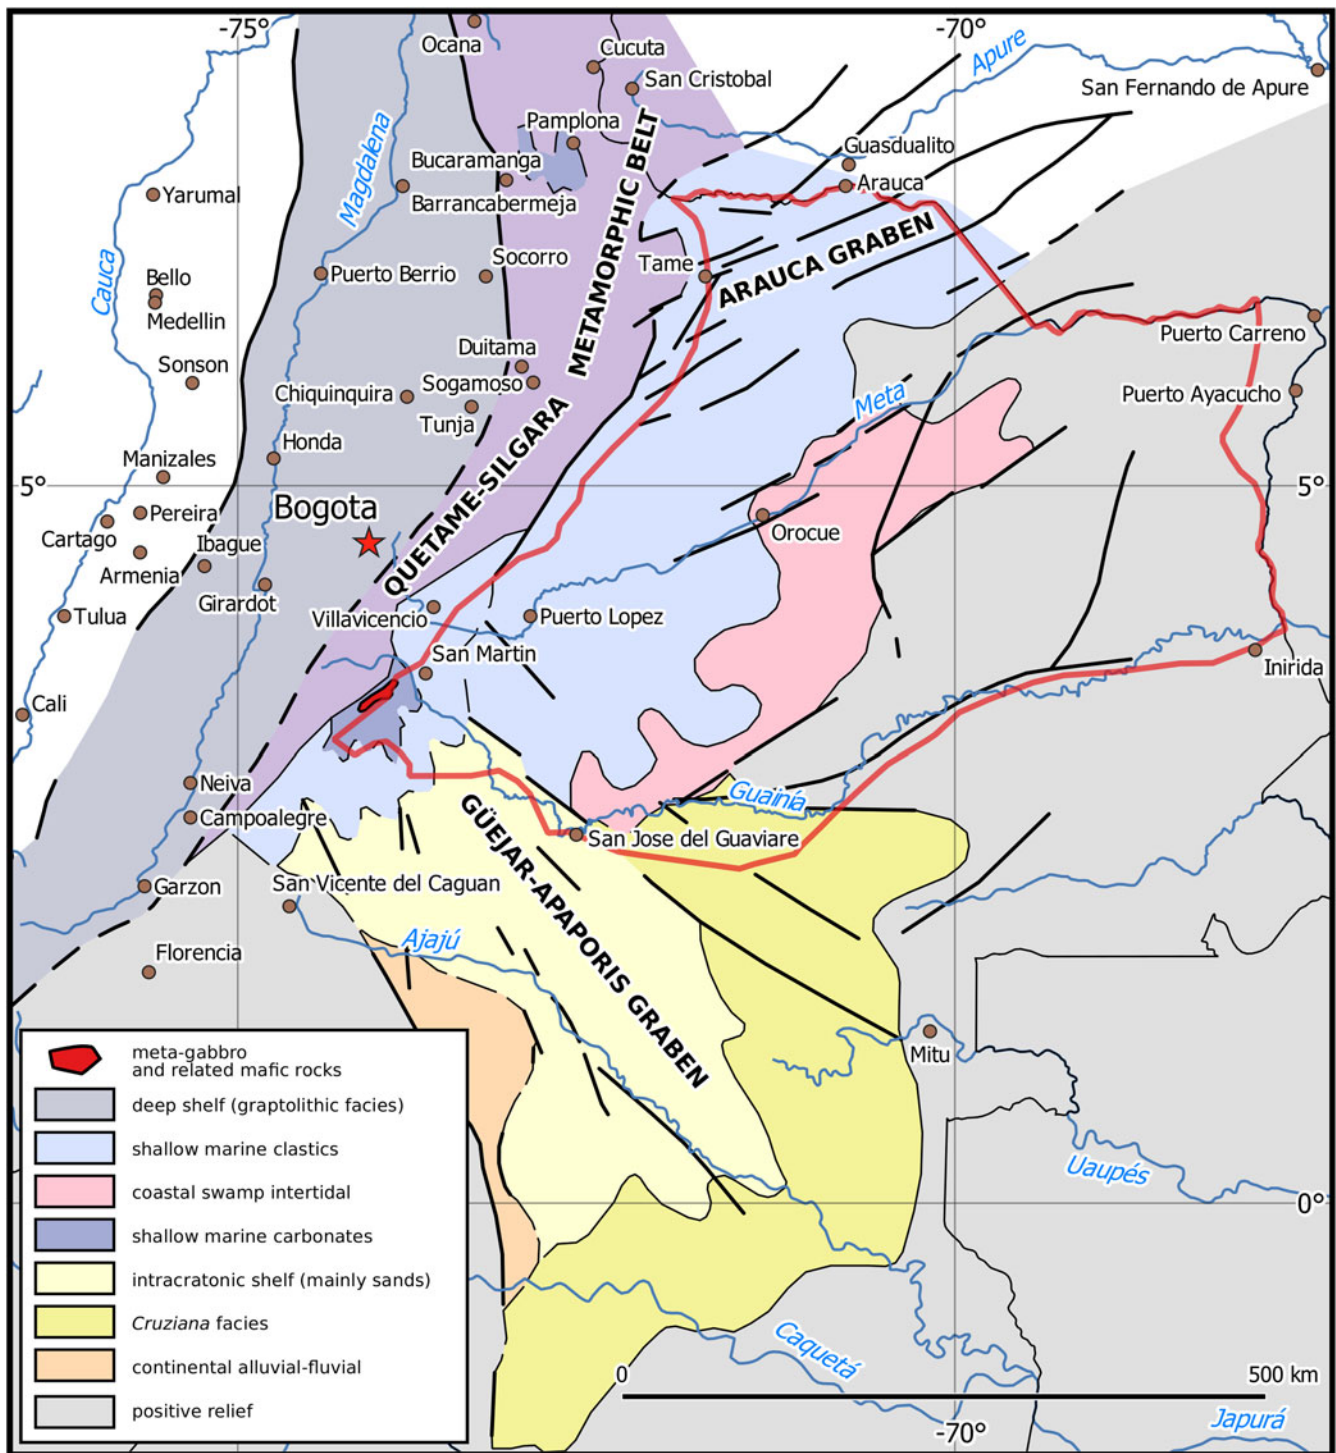 -75°
-70°
Ocana
Cucuta
Apure
San Cristobal
San Fernando de Apure
Magdalena
Pamplona
METAMORPHIC BELT
Guasdualito
Bucaramanga
Arauca
Yarumal
Barrancabermeja
ARAUCA GRABEN
Cauca
Socorro
Tame
Bello
Puerto Berrio
Medellin
Puerto Carreno
Duitama
Sonson
Sogamoso
Chiquinquira
Meta
Puerto Ayacucho
Tunja
QUETAME-SILGARA
Honda
Manizales
5°
5°
Bogota
Pereira
Cartago
Orocue
Ibague
Armenia
Girardot
Tulua
Villavicencio
Puerto Lopez
San Martin
Inirida
Cali
Neiva
Guainía
Campoalegre
GÜEJAR-APAPORIS GRABEN
San Jose del Guaviare
Garzon
San Vicente del Caguan
Ajajú
Florencia
Mitu
meta-gabbro
and related mafic rocks
deep shelf (graptolithic facies)
shallow marine clastics
Uaupés
coastal swamp intertidal
0°
shallow marine carbonates
intracratonic shelf (mainly sands)
Cruziana facies
Caquetá
continental alluvial-fluvial
0
500 km
positive relief
-70°
Japurá